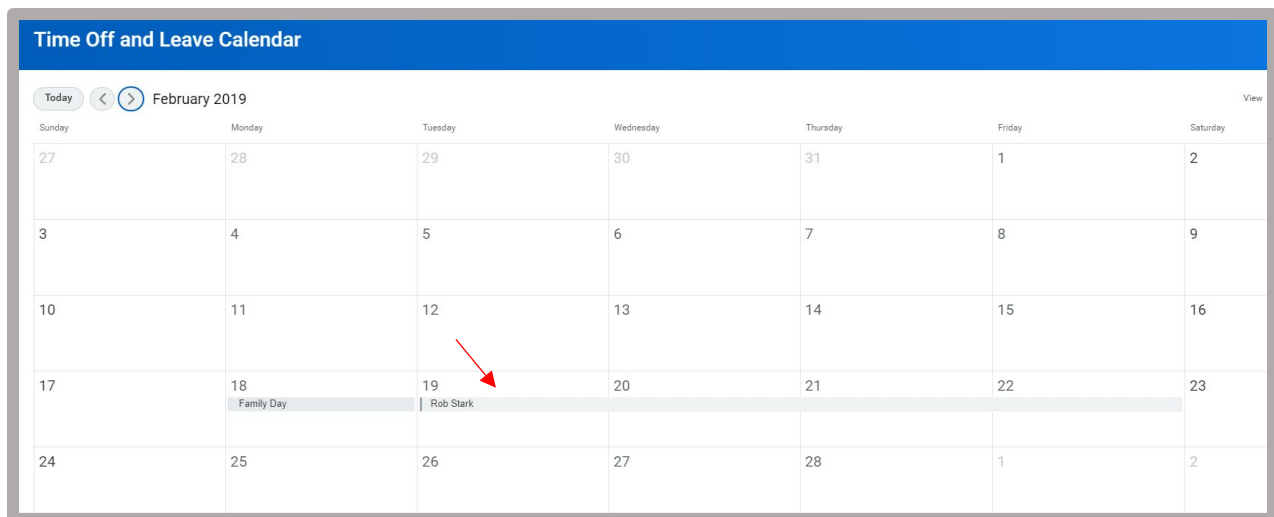 Time Off and Leave Calendar
Today February 2019 View
Sunday Monday Tuesday Wednesday Thursday Friday Saturday
27 28 29 30 31 1 2
3 4 5 6 7 8 9
10 11 12 13 14 15 16
17 18 19 20 21 22 23
Family Day Rob Stark
24 25 26 27 28 1 2